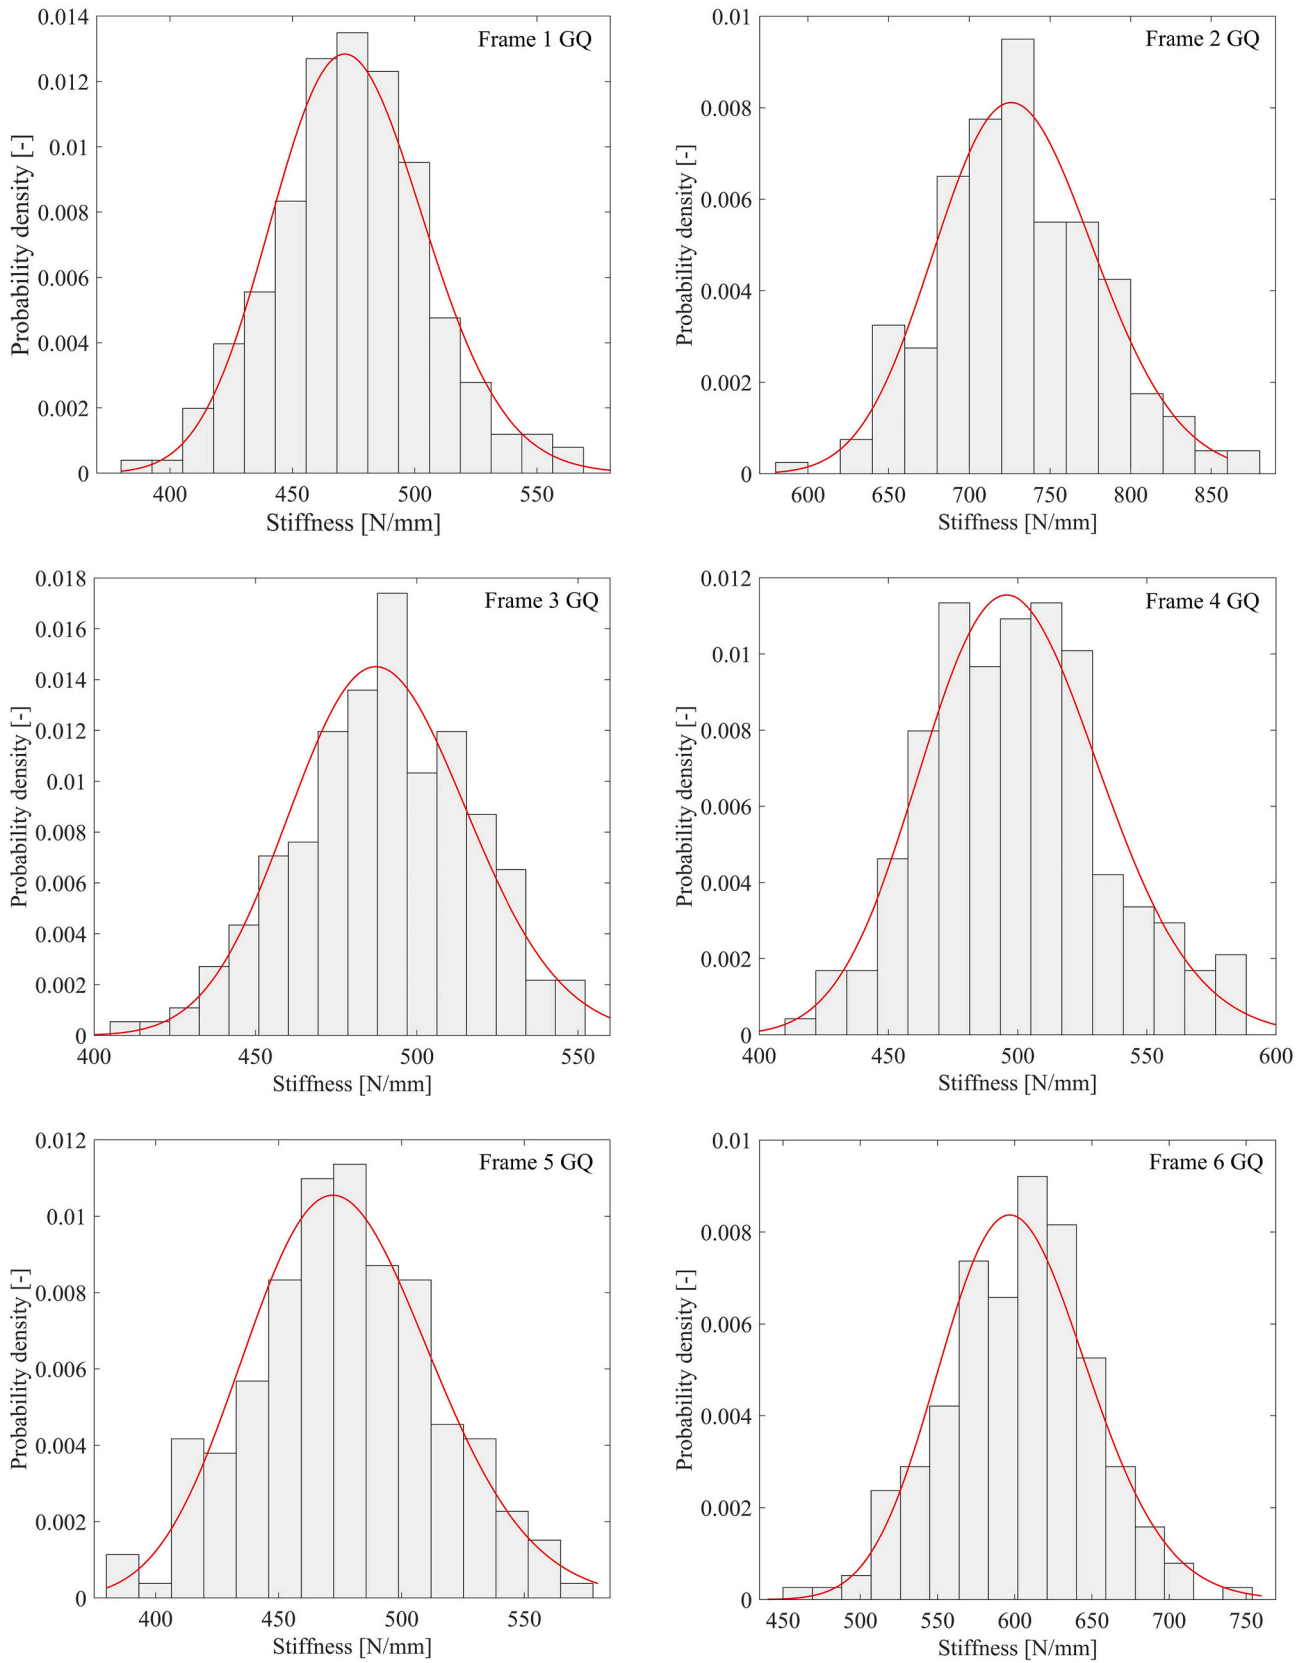 Frame 1 GQ
Probability density [-]
0.014
0.012
0.01
0.008
0.006
0.004
0.002
0
400 450 500 550
Stiffness [N/mm]
Frame 2 GQ
Probability density [-]
0.01
0.008
0.006
0.004
0.002
0
600 650 700 750 800 850
Stiffness [N/mm]
Frame 3 GQ
Probability density [-]
0.018
0.016
0.014
0.012
0.01
0.008
0.006
0.004
0.002
0
400 450 500 550
Stiffness [N/mm]
Frame 4 GQ
Probability density [-]
0.012
0.01
0.008
0.006
0.004
0.002
0
400 450 500 550 600
Stiffness [N/mm]
Frame 5 GQ
Probability density [-]
0.012
0.01
0.008
0.006
0.004
0.002
0
400 450 500 550
Stiffness [N/mm]
Frame 6 GQ
Probability density [-]
0.01
0.008
0.006
0.004
0.002
0
450 500 550 600 650 700 750
Stiffness [N/mm]